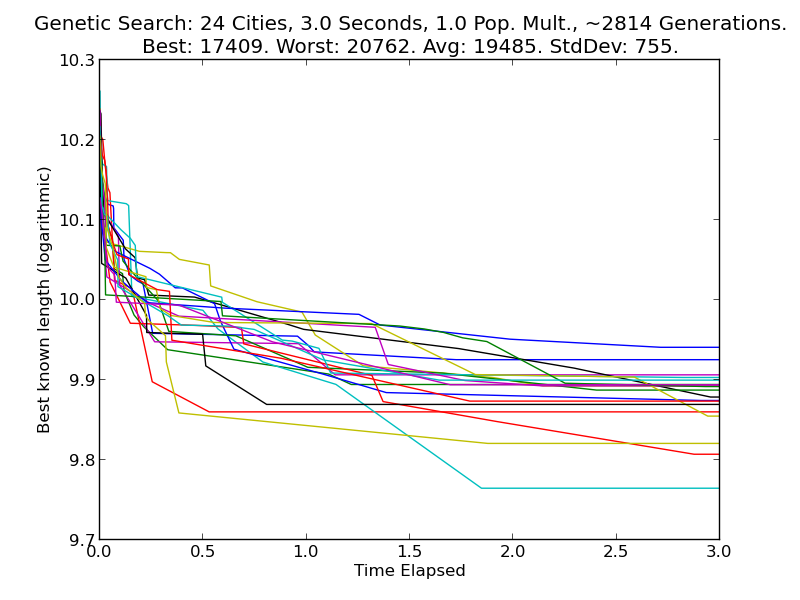 Genetic Search: 24 Cities, 3.0 Seconds, 1.0 Pop. Mult., ~2814 Generations.
Best: 17409. Worst: 20762. Avg: 19485. StdDev: 755.
10.3
10.2
10.1
10.0
9.9
9.8
9.7
Best known length (logarithmic)
0.0 0.5 1.0 1.5 2.0 2.5 3.0
Time Elapsed